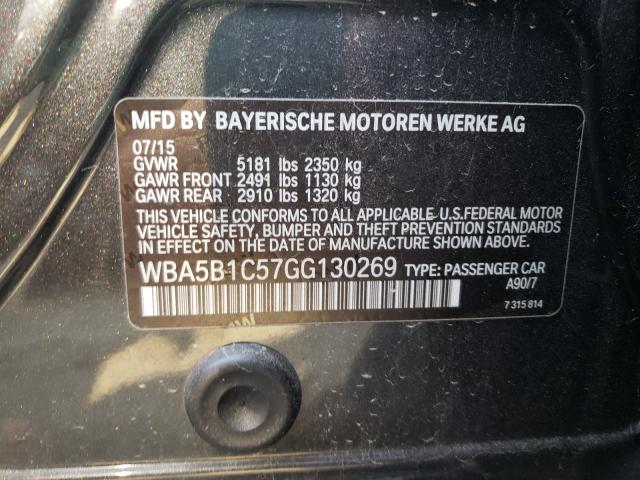 MFD BY BAYERISCHE MOTOREN WERKE AG
07/15
GVWR 5181 lbs 2350 kg
GAWR FRONT 2491 lbs 1130 kg
GAWR REAR 2910 lbs 1320 kg
THIS VEHICLE CONFORMS TO ALL APPLICABLE U.S.FEDERAL MOTOR
VEHICLE SAFETY, BUMPER AND THEFT PREVENTION STANDARDS
IN EFFECT ON THE DATE OF MANUFACTURE SHOWN ABOVE.
WBA5B1C57GG130269 TYPE: PASSENGER CAR
A90/7
7 315 814